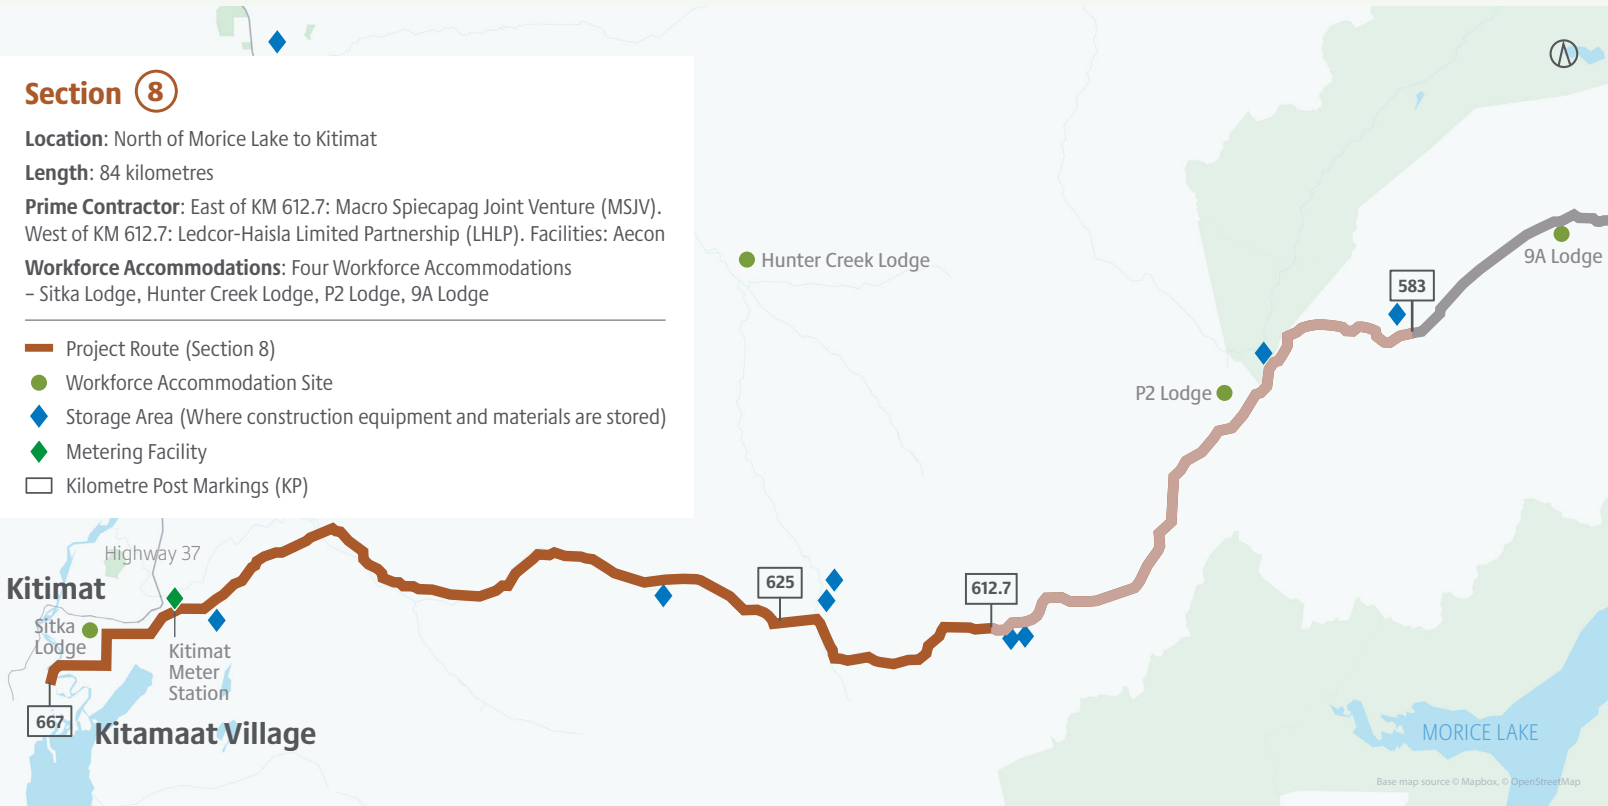 Section 8
Location: North of Morice Lake to Kitimat
Length: 84 kilometres
Prime Contractor: East of KM 612.7: Macro Spiecapag Joint Venture (MSJV).
West of KM 612.7: Ledcor-Haisla Limited Partnership (LHLP). Facilities: Aecon
Workforce Accommodations: Four Workforce Accommodations
– Sitka Lodge, Hunter Creek Lodge, P2 Lodge, 9A Lodge
Project Route (Section 8)
Workforce Accommodation Site
Storage Area (Where construction equipment and materials are stored)
Metering Facility
Kilometre Post Markings (KP)
Hunter Creek Lodge
9A Lodge
583
P2 Lodge
Highway 37
Kitimat
625
612.7
Sitka
Lodge
Kitimat
Meter
Station
667
Kitamaat Village
MORICE LAKE
Base map source © Mapbox, © OpenStreetMap